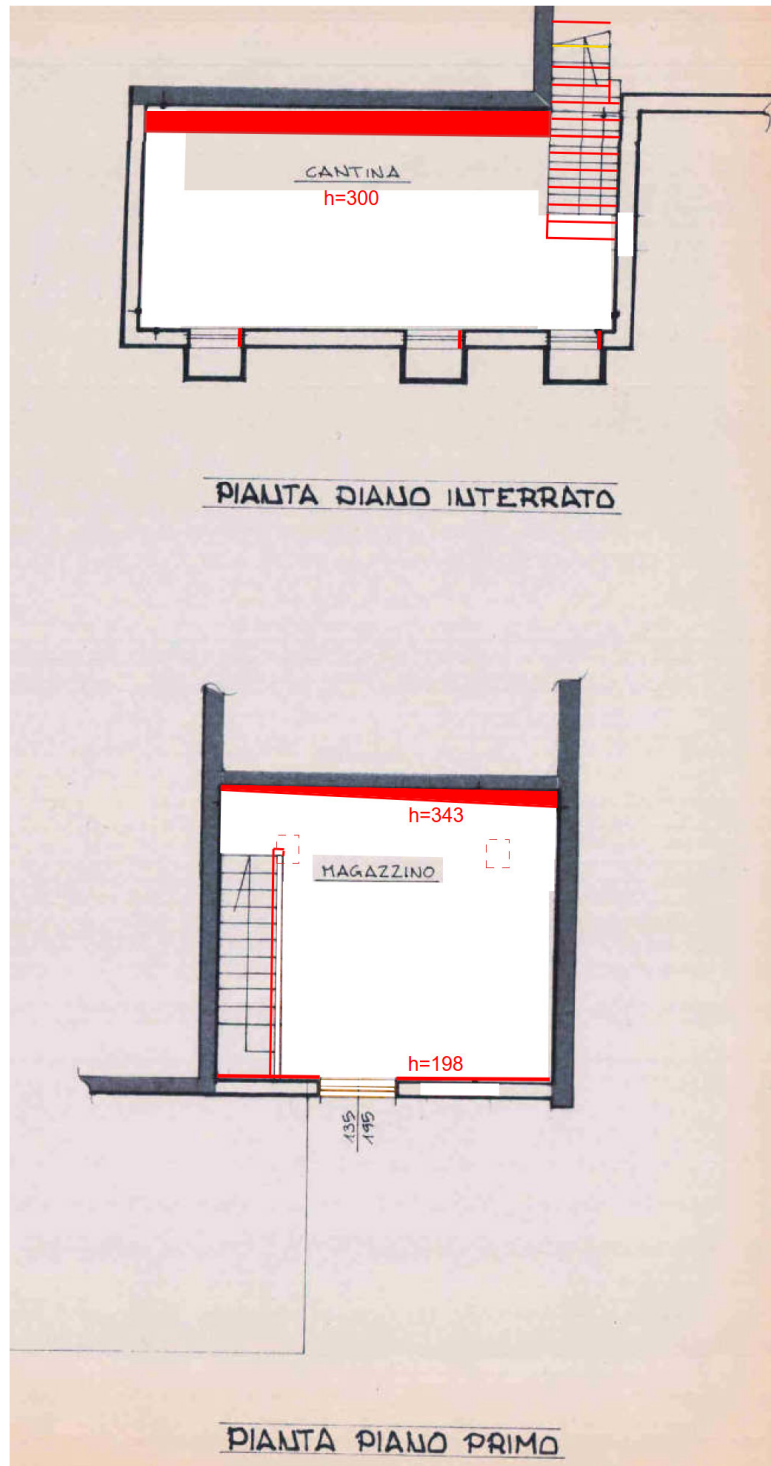 CANTINA
h=300
PIANTA PIANO INTERRATO
h=343
MAGAZZINO
h=198
135
195
PIANTA PIANO PRIMO